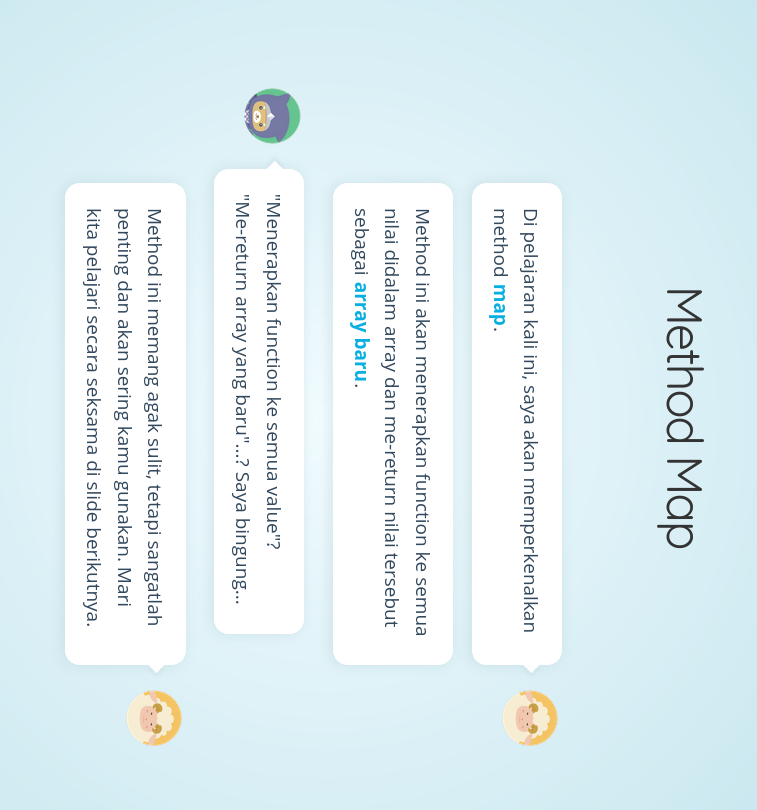 Method Map
Di pelajaran kali ini, saya akan memperkenalkan
method map.
Method ini akan menerapkan function ke semua
nilai didalam array dan me-return nilai tersebut
sebagai array baru.
"Menerapkan function ke semua value"?
"Me-return array yang baru"...? Saya bingung...
Method ini memang agak sulit, tetapi sangatlah
penting dan akan sering kamu gunakan. Mari
kita pelajari secara seksama di slide berikutnya.